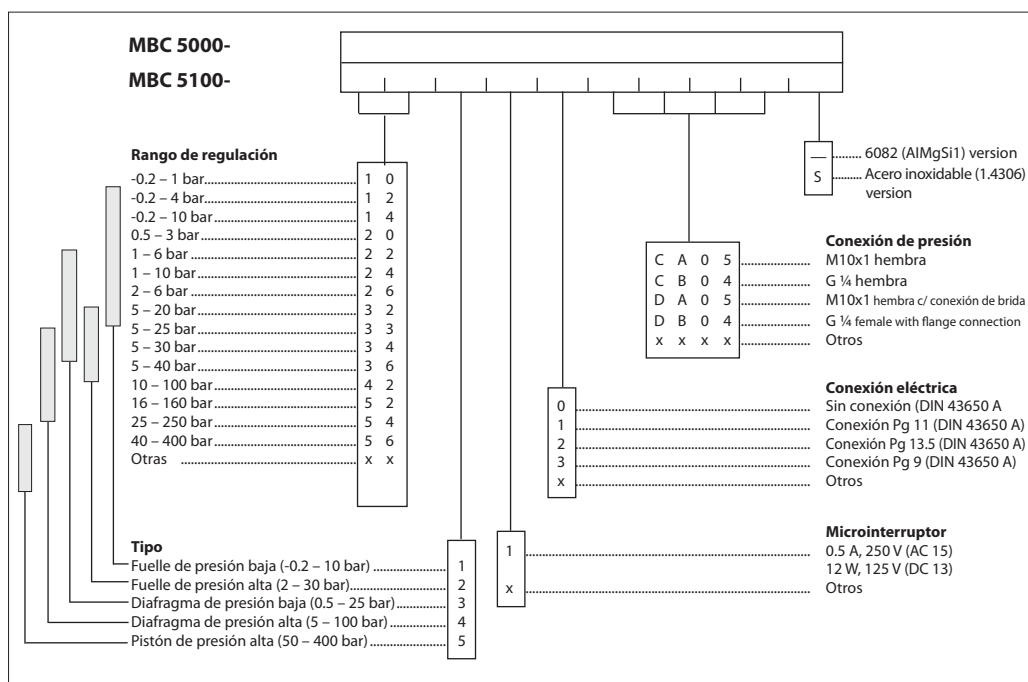 MBC 5000-
MBC 5100-
Rango de regulación
-0.2 – 1 bar 1 0
-0.2 – 4 bar 1 2
-0.2 – 10 bar 1 4
0.5 – 3 bar 2 0
1 – 6 bar 2 2
1 – 10 bar 2 4
2 – 6 bar 2 6
5 – 20 bar 3 2
5 – 25 bar 3 3
5 – 30 bar 3 4
5 – 40 bar 3 6
10 – 100 bar 4 2
16 – 160 bar 5 2
25 – 250 bar 5 4
40 – 400 bar 5 6
Otras x x
Tipo
Fuelle de presión baja (-0.2 – 10 bar) 1
Fuelle de presión alta (2 – 30 bar) 2
Diafragma de presión baja (0.5 – 25 bar) 3
Diafragma de presión alta (5 – 100 bar) 4
Pistón de presión alta (50 – 400 bar) 5
— 6082 (AlMgSi1) version
S Acero inoxidable (1.4306)
version
Conexión de presión
C A 0 5 M10x1 hembra
C B 0 4 G ¼ hembra
D A 0 5 M10x1 hembra c/ conexión de brida
D B 0 4 G ¼ female with flange connection
x x x x Otros
Conexión eléctrica
0 Sin conexión (DIN 43650 A
1 Conexión Pg 11 (DIN 43650 A)
2 Conexión Pg 13.5 (DIN 43650 A)
3 Conexión Pg 9 (DIN 43650 A)
x Otros
Microinterruptor
1 0.5 A, 250 V (AC 15)
12 W, 125 V (DC 13)
x Otros